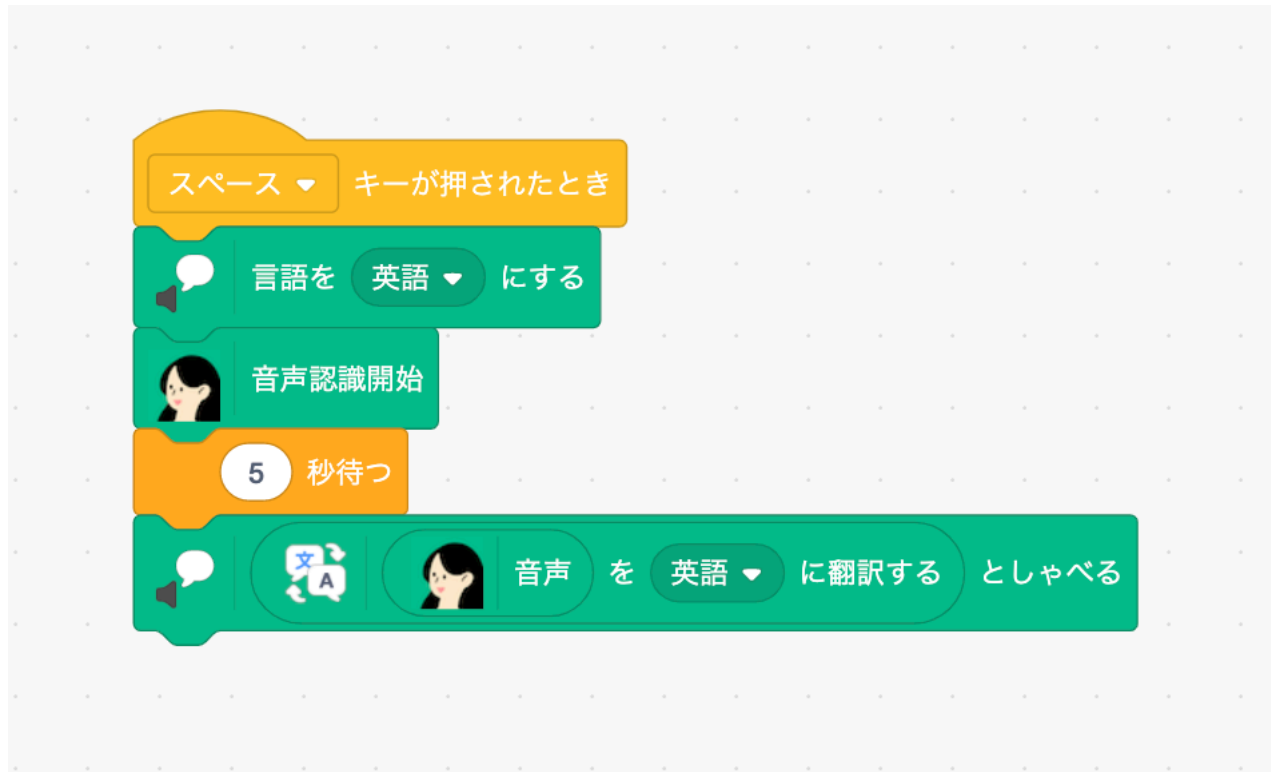 スペース キーが押されたとき
言語を 英語 にする
音声認識開始
5 秒待つ
文 A 音声 を 英語 に翻訳する としゃべる